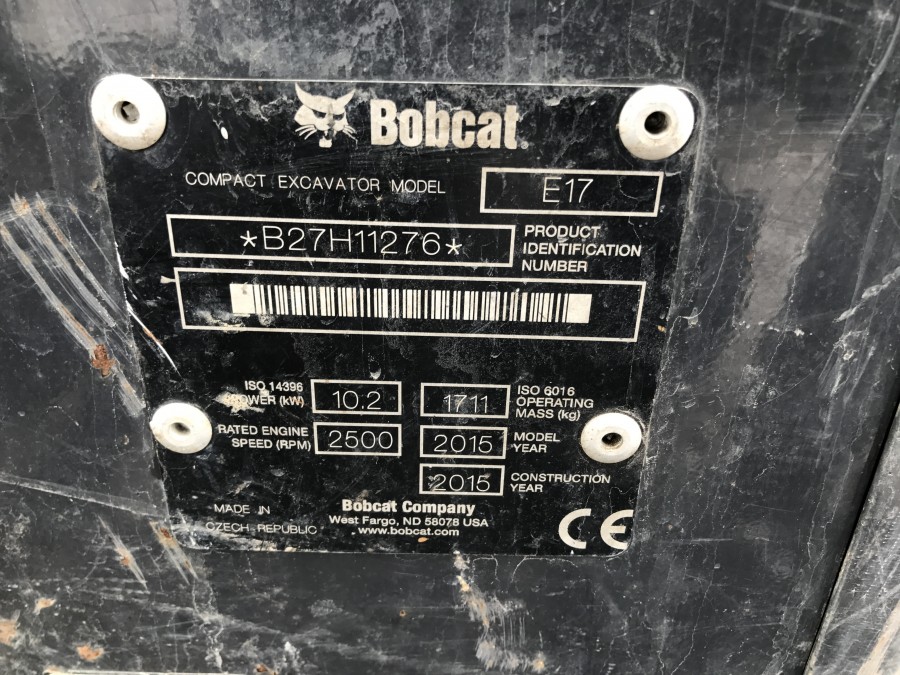 Bobcat.
COMPACT EXCAVATOR MODEL E17
*B27H11276*
PRODUCT
IDENTIFICATION
NUMBER
ISO 14396
POWER (kW) 10.2
1711 ISO 6016
OPERATING
MASS (kg)
RATED ENGINE
SPEED (RPM) 2500
2015 MODEL
YEAR
2015 CONSTRUCTION
YEAR
MADE IN
CZECH REPUBLIC
Bobcat Company
West Fargo, ND 58078 USA
www.bobcat.com
CE